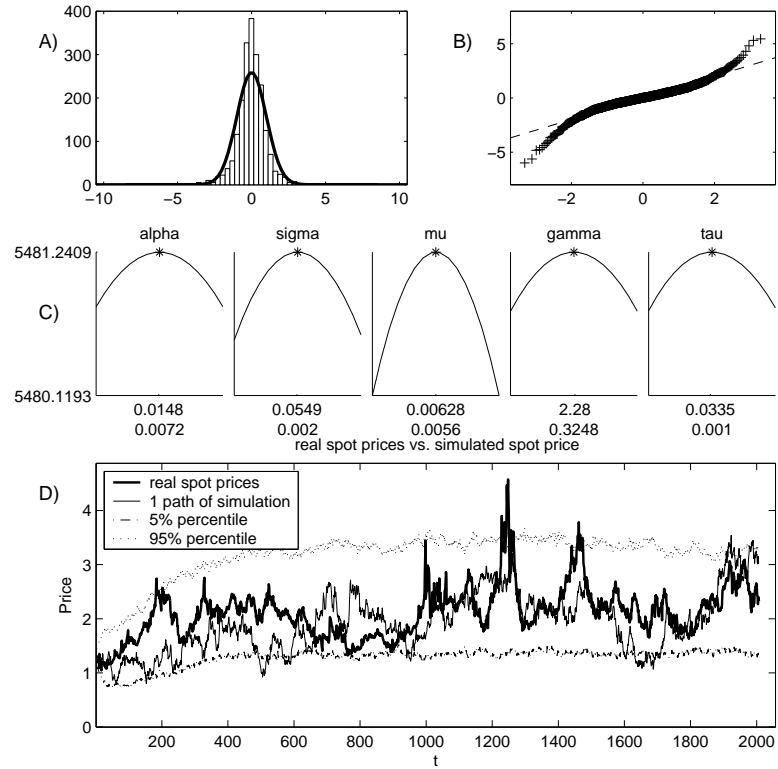 A)
400
300
200
100
0
−10
−5
0
5
10
B)
5
0
−5
−2
0
2
C)
alpha
sigma
mu
gamma
tau
5481.2409
5480.1193
0.0148
0.0549
0.00628
2.28
0.0335
0.0072
0.002
0.0056
0.3248
0.001
real spot prices vs. simulated spot price
D)
real spot prices
1 path of simulation
5% percentile
95% percentile
Price
4
3
2
1
0
200
400
600
800
1000
1200
1400
1600
1800
2000
t